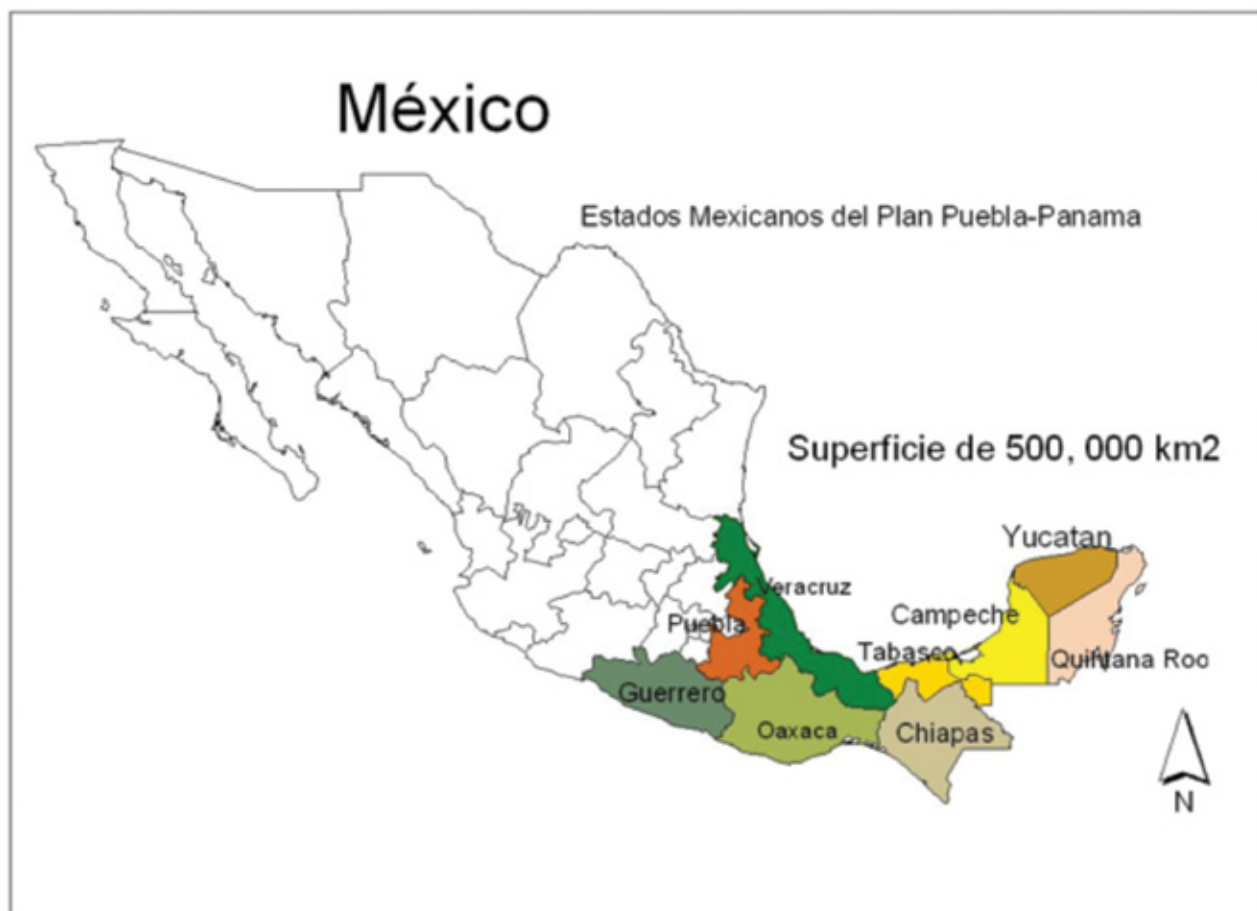 México
Estados Mexicanos del Plan Puebla-Panama
Superficie de 500, 000 km2
Yucatan
Veracruz
Campeche
Puebla
Tabasco
Quintana Roo
Guerrero
Oaxaca
Chiapas
N